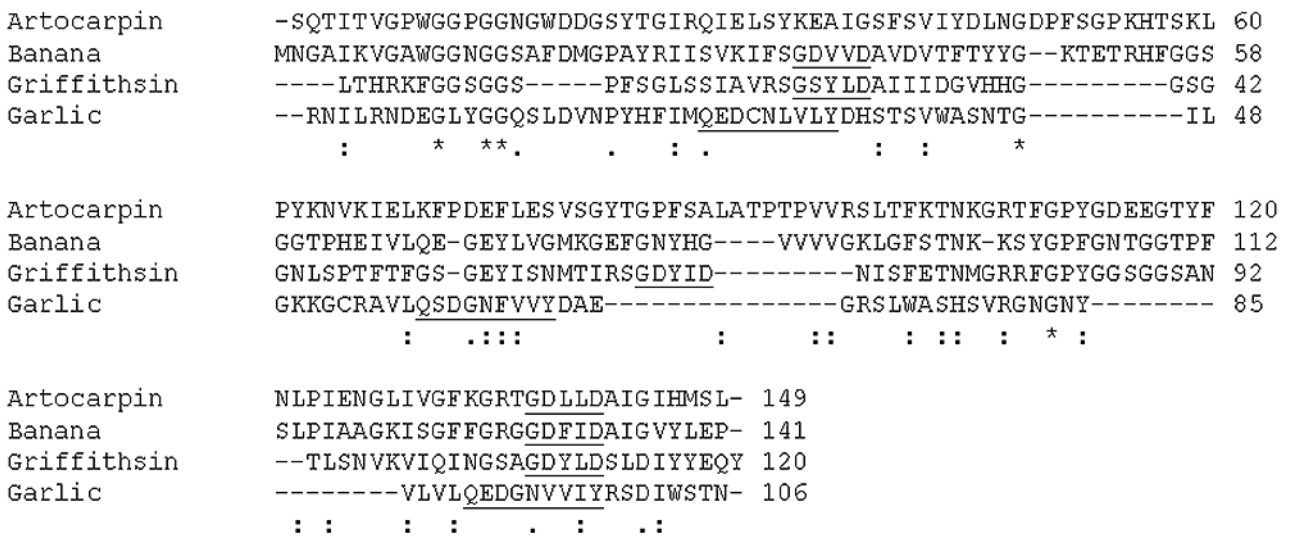 Artocarpin -SQTITVGPWGGPGGNGWDDGSYTGIRQIELSYKEAIGSFSVIYDLNGDPFSGPKHTSKL 60
Banana MNGAIKVGAWGGNGGSAFDMGPAYRIISVKIFSGDVVDAVDVTFTYYG--KTETRHFGGS 58
Griffithsin ----LTHRKFGGSGGS-----PFSGLSSIAVRSGSYLDAIIIDGVHHG---------GSG 42
Garlic --RNILRNDEGLYGGQSLDVNPYHFIMQEDCNLVLYDHSTSVWASNTG----------IL 48
: * **. . : . : : *
Artocarpin PYKNVKIELKFPDEFLESVSGYTGPFSALATPTPVVRSLTFKTNKGRTFGPYGDEEGTYF 120
Banana GGTPHEIVLQE-GEYLVGMKGEFGNYHG----VVVVGKLGFSTNK-KSYGPFGNTGGTPF 112
Griffithsin GNLSPTFTFGS-GEYISNMTIRSGDYID---------NISFETNMGRRFGPYGGSGGSAN 92
Garlic GKKGCRAVLQSDGNFVVYDAE---------------GRSLWASHSVRGNGNY-------- 85
: .::: : :: : :: : * :
Artocarpin NLPIENGLIVGFKGRTGDLLDAIGIHMSL- 149
Banana SLPIAAGKISGFFGRGGDFIDAIGVYLEP- 141
Griffithsin --TLSNVKVIQINGSAGDYLDSLDIYYEQY 120
Garlic --------VLVLQEDGNVVIYRSDIWSTN- 106
: : : : . : .: